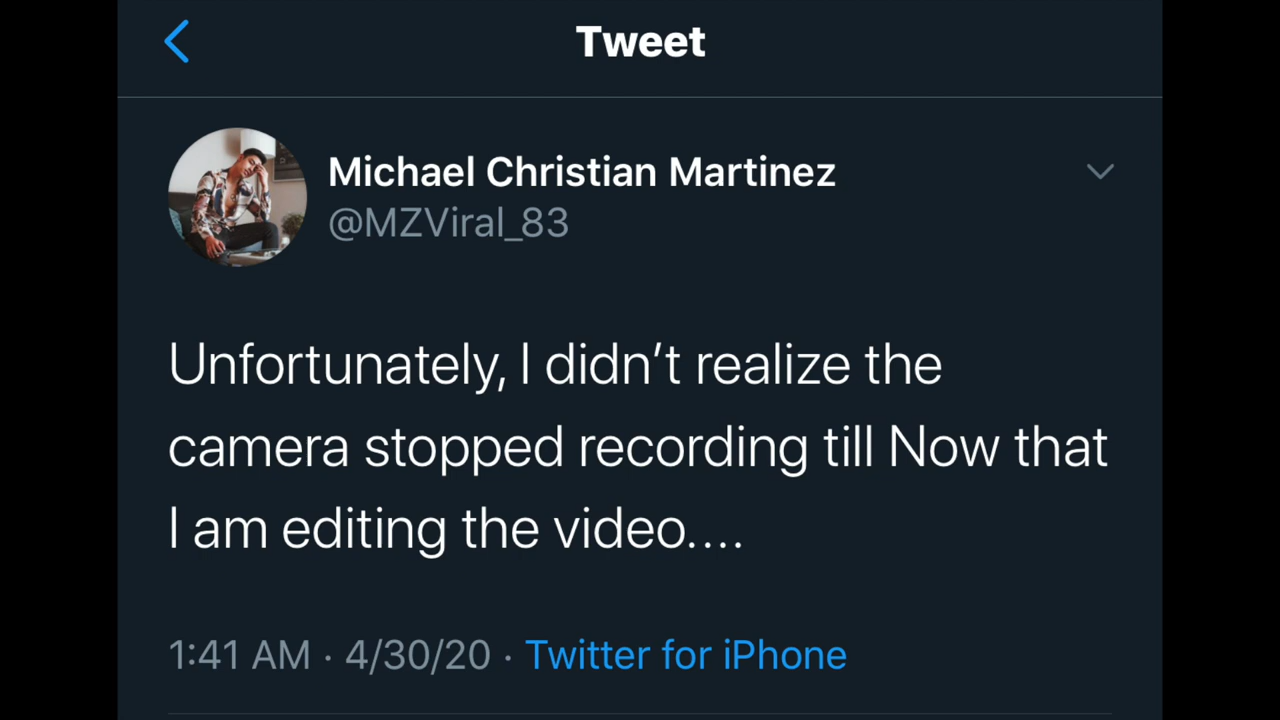 Tweet
Michael Christian Martinez
@MZViral_83
Unfortunately, I didn’t realize the
camera stopped recording till Now that
I am editing the video....
1:41 AM · 4/30/20 · Twitter for iPhone